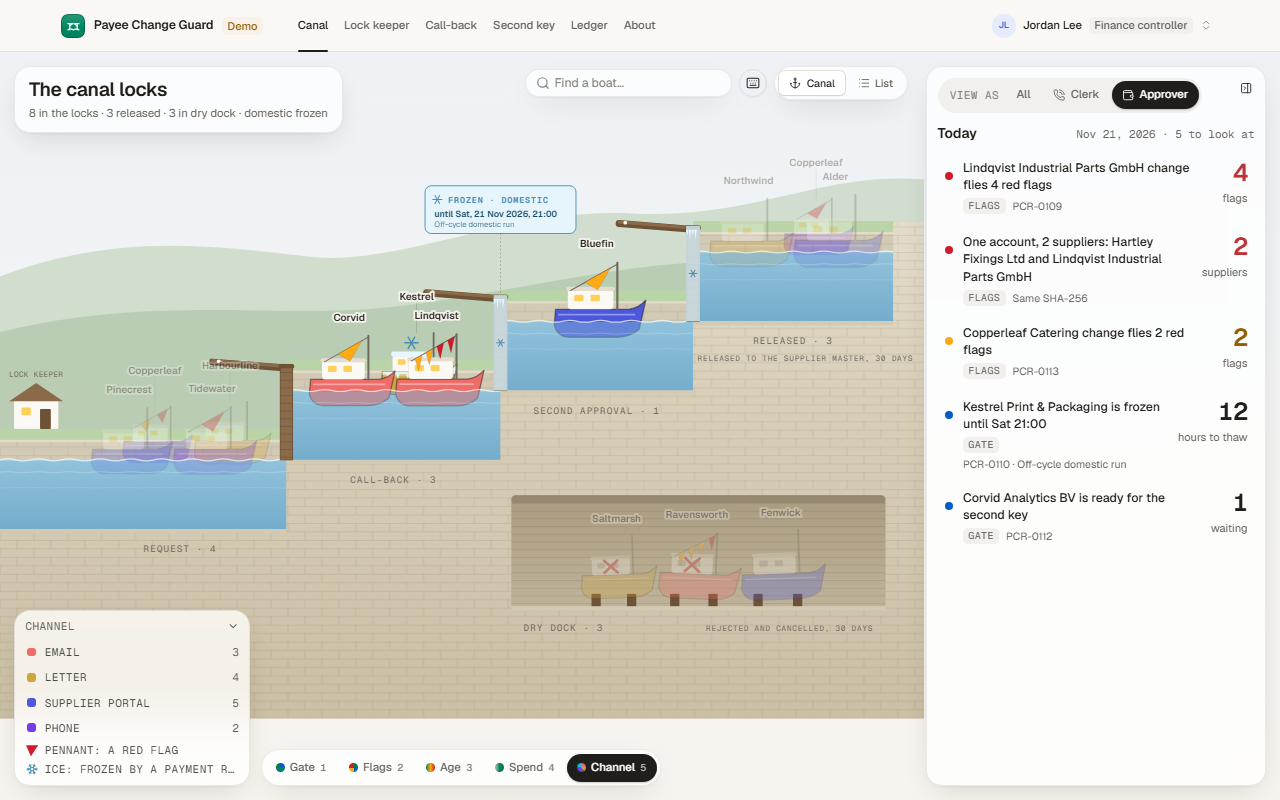 Payee Change Guard Demo Canal Lock keeper Call-back Second key Ledger About JL Jordan Lee Finance controller
The canal locks
8 in the locks · 3 released · 3 in dry dock · domestic frozen
Find a boat…
Canal
List
VIEW AS All Clerk Approver
Today
Nov 21, 2026 · 5 to look at
Lindqvist Industrial Parts GmbH change
flies 4 red flags
FLAGS PCR-0109
4
flags
One account, 2 suppliers: Hartley
Fixings Ltd and Lindqvist Industrial
Parts GmbH
FLAGS Same SHA-256
2
suppliers
Copperleaf Catering change flies 2 red
flags
FLAGS PCR-0113
2
flags
Kestrel Print & Packaging is frozen
until Sat 21:00
GATE
PCR-0110 · Off-cycle domestic run
12
hours to thaw
Corvid Analytics BV is ready for the
second key
GATE PCR-0112
1
waiting
Copperleaf
Northwind
Alder
FROZEN · DOMESTIC
until Sat, 21 Nov 2026, 21:00
Off-cycle domestic run
Bluefin
Kestrel
Corvid
Lindqvist
RELEASED · 3
RELEASED TO THE SUPPLIER MASTER, 30 DAYS
Harbourline
Copperleaf
LOCK KEEPER
Pinecrest
Tidewater
SECOND APPROVAL · 1
CALL-BACK · 3
REQUEST · 4
Saltmarsh
Ravensworth
Fenwick
DRY DOCK · 3
REJECTED AND CANCELLED, 30 DAYS
CHANNEL
EMAIL 3
LETTER 4
SUPPLIER PORTAL 5
PHONE 2
PENNANT: A RED FLAG
ICE: FROZEN BY A PAYMENT R…
Gate 1
Flags 2
Age 3
Spend 4
Channel 5